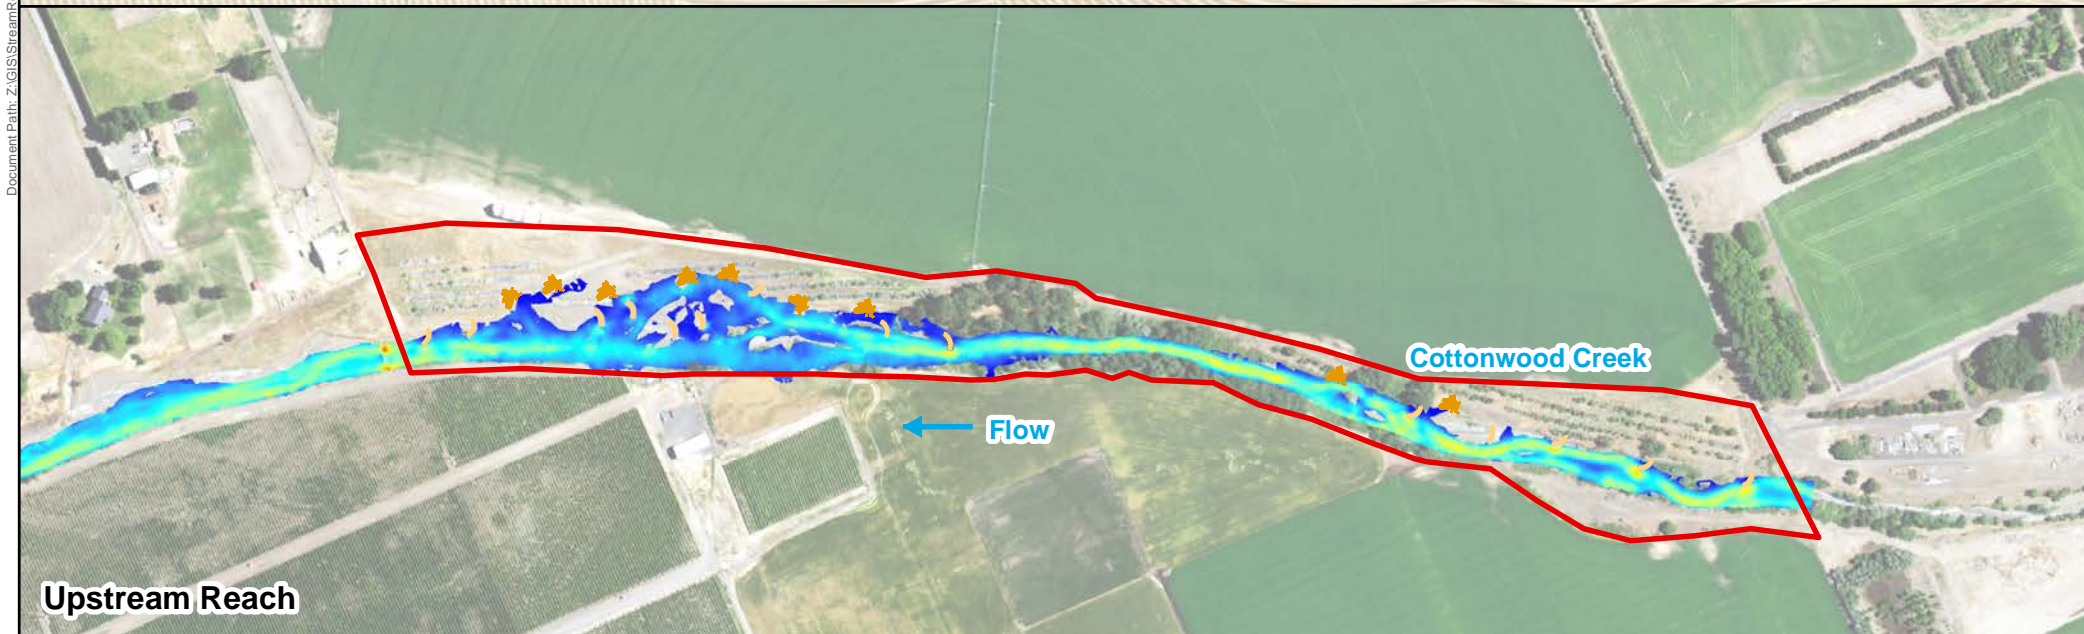 Document Path: Z:\GIS\StreamR
Cottonwood Creek
Flow
Upstream Reach